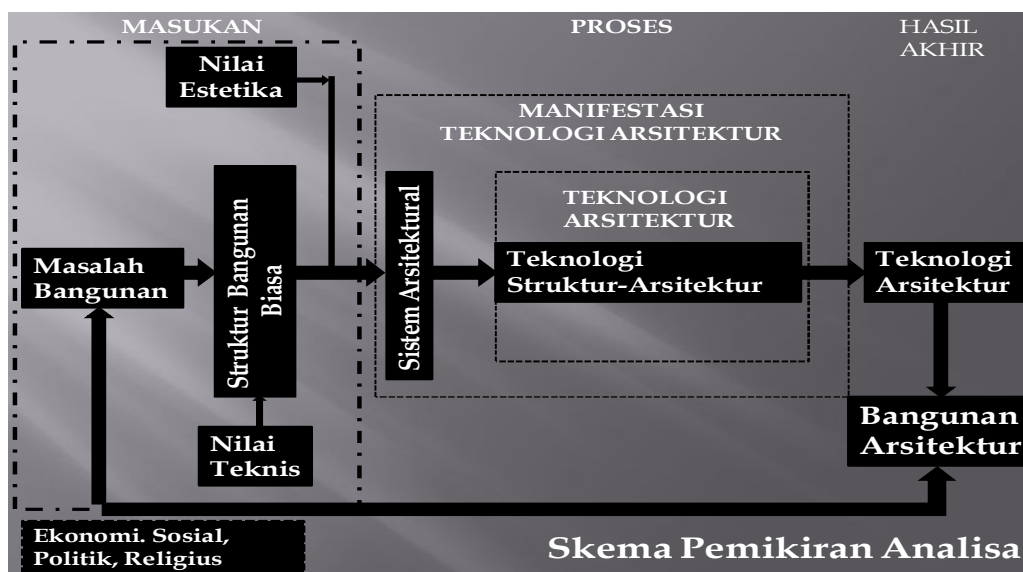 MASUKAN
PROSES
HASIL
AKHIR
Nilai
Estetika
MANIFESTASI
TEKNOLOGI ARSITEKTUR
TEKNOLOGI
ARSITEKTUR
Masalah
Bangunan
Struktur Bangunan
Biasa
Sistem Arsitektural
Teknologi
Struktur-Arsitektur
Teknologi
Arsitektur
Nilai
Teknis
Bangunan
Arsitektur
Ekonomi. Sosial,
Politik, Religius
Skema Pemikiran Analisa